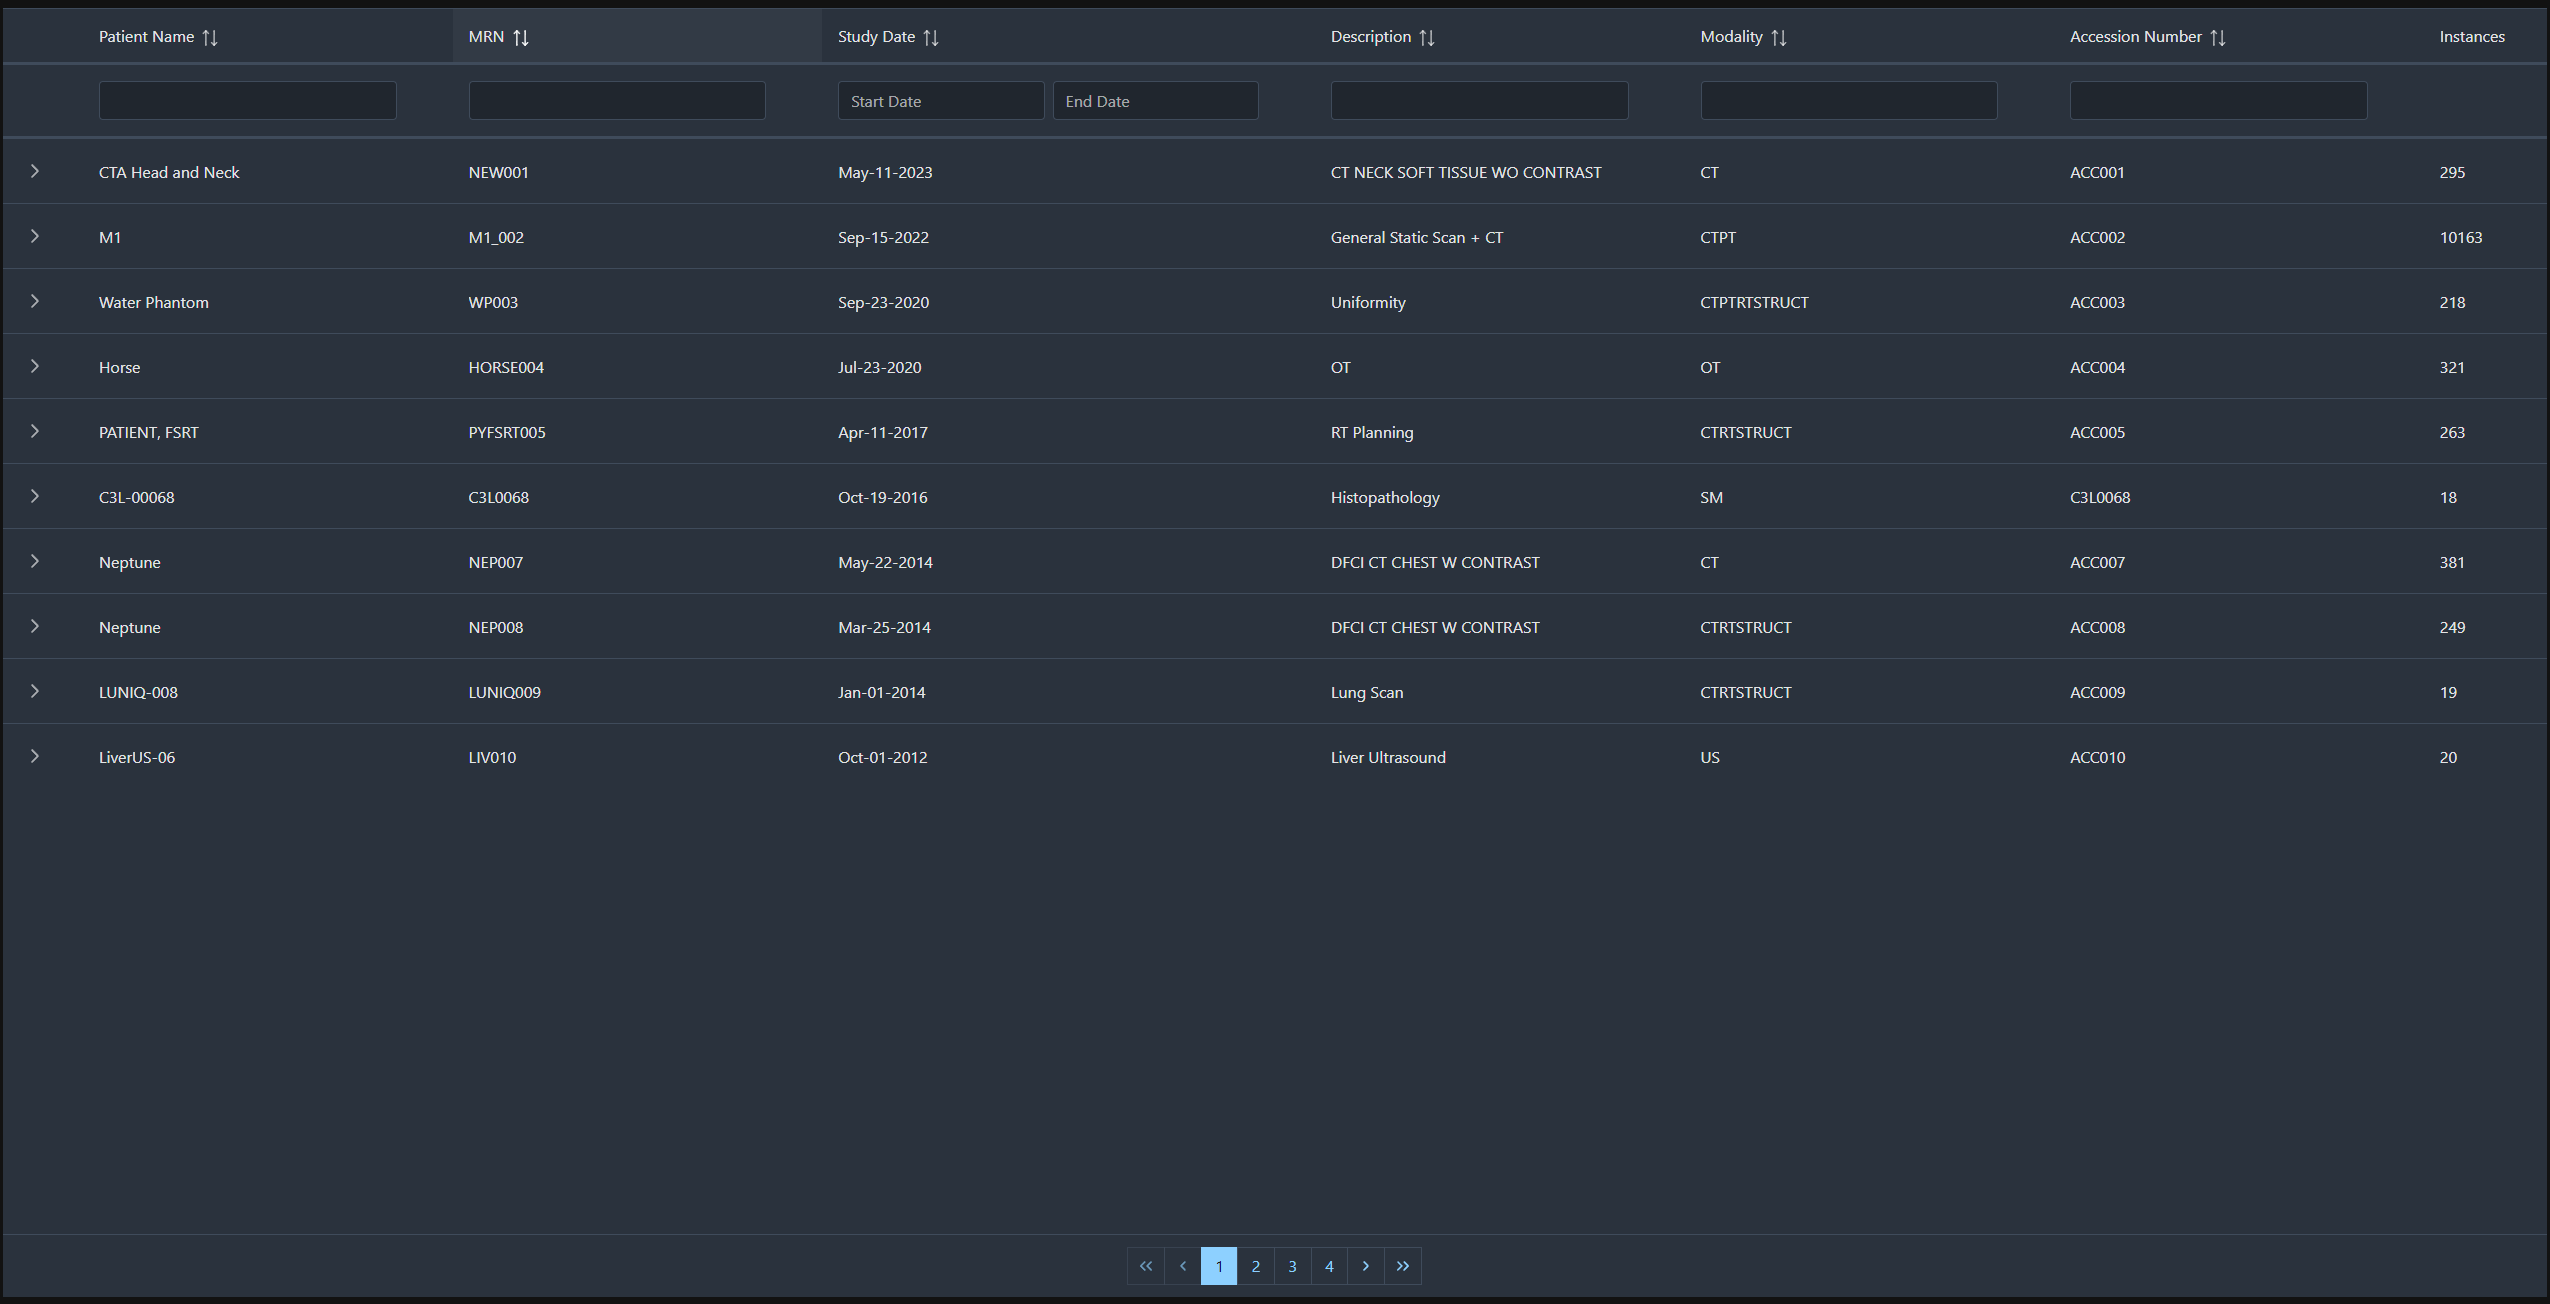 Patient Name MRN Study Date Description Modality Accession Number Instances
Start Date End Date
CTA Head and Neck NEW001 May-11-2023 CT NECK SOFT TISSUE WO CONTRAST CT ACC001 295
M1 M1_002 Sep-15-2022 General Static Scan + CT CTPT ACC002 10163
Water Phantom WP003 Sep-23-2020 Uniformity CTPTRTSTRUCT ACC003 218
Horse HORSE004 Jul-23-2020 OT OT ACC004 321
PATIENT, FSRT PYFSRT005 Apr-11-2017 RT Planning CTRTSTRUCT ACC005 263
C3L-00068 C3L0068 Oct-19-2016 Histopathology SM C3L0068 18
Neptune NEP007 May-22-2014 DFCI CT CHEST W CONTRAST CT ACC007 381
Neptune NEP008 Mar-25-2014 DFCI CT CHEST W CONTRAST CTRTSTRUCT ACC008 249
LUNIQ-008 LUNIQ009 Jan-01-2014 Lung Scan CTRTSTRUCT ACC009 19
LiverUS-06 LIV010 Oct-01-2012 Liver Ultrasound US ACC010 20
1 2 3 4